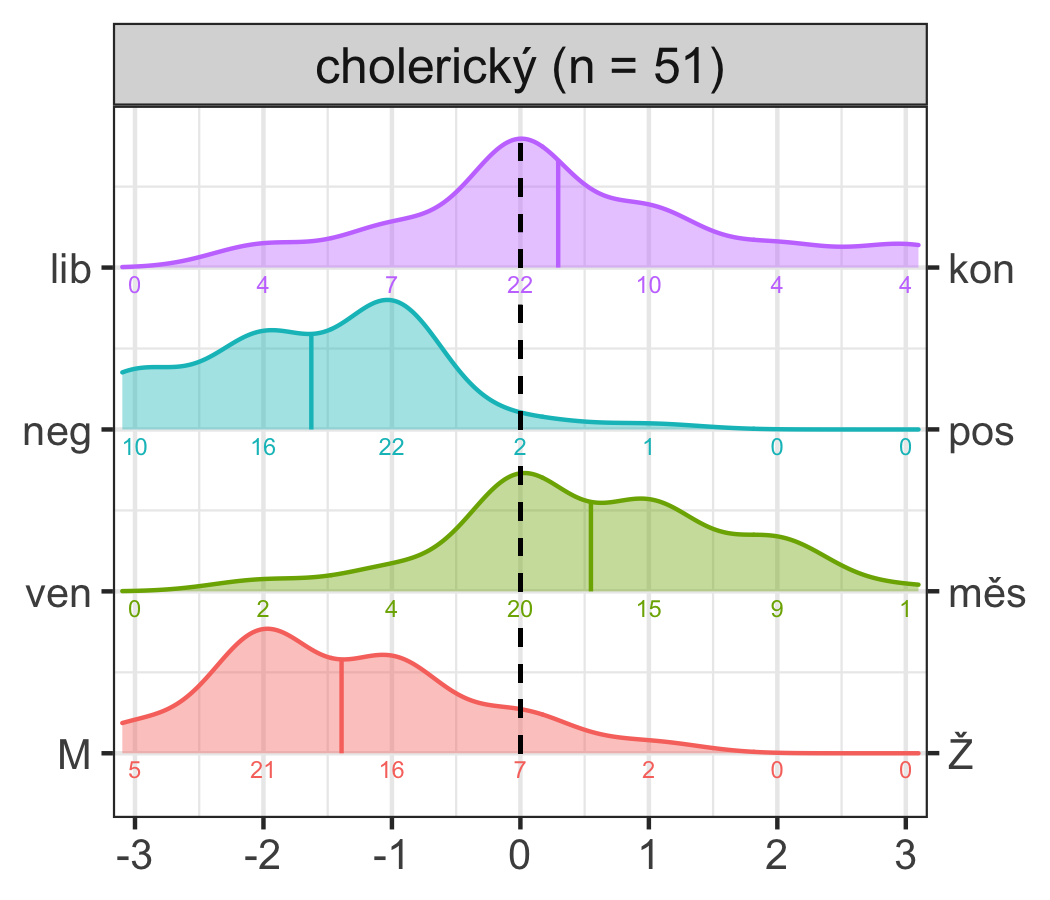 cholerický (n = 51)
lib kon
0 4 7 22 10 4 4
neg pos
10 16 22 2 1 0 0
ven měs
0 2 4 20 15 9 1
M Ž
5 21 16 7 2 0 0
-3 -2 -1 0 1 2 3